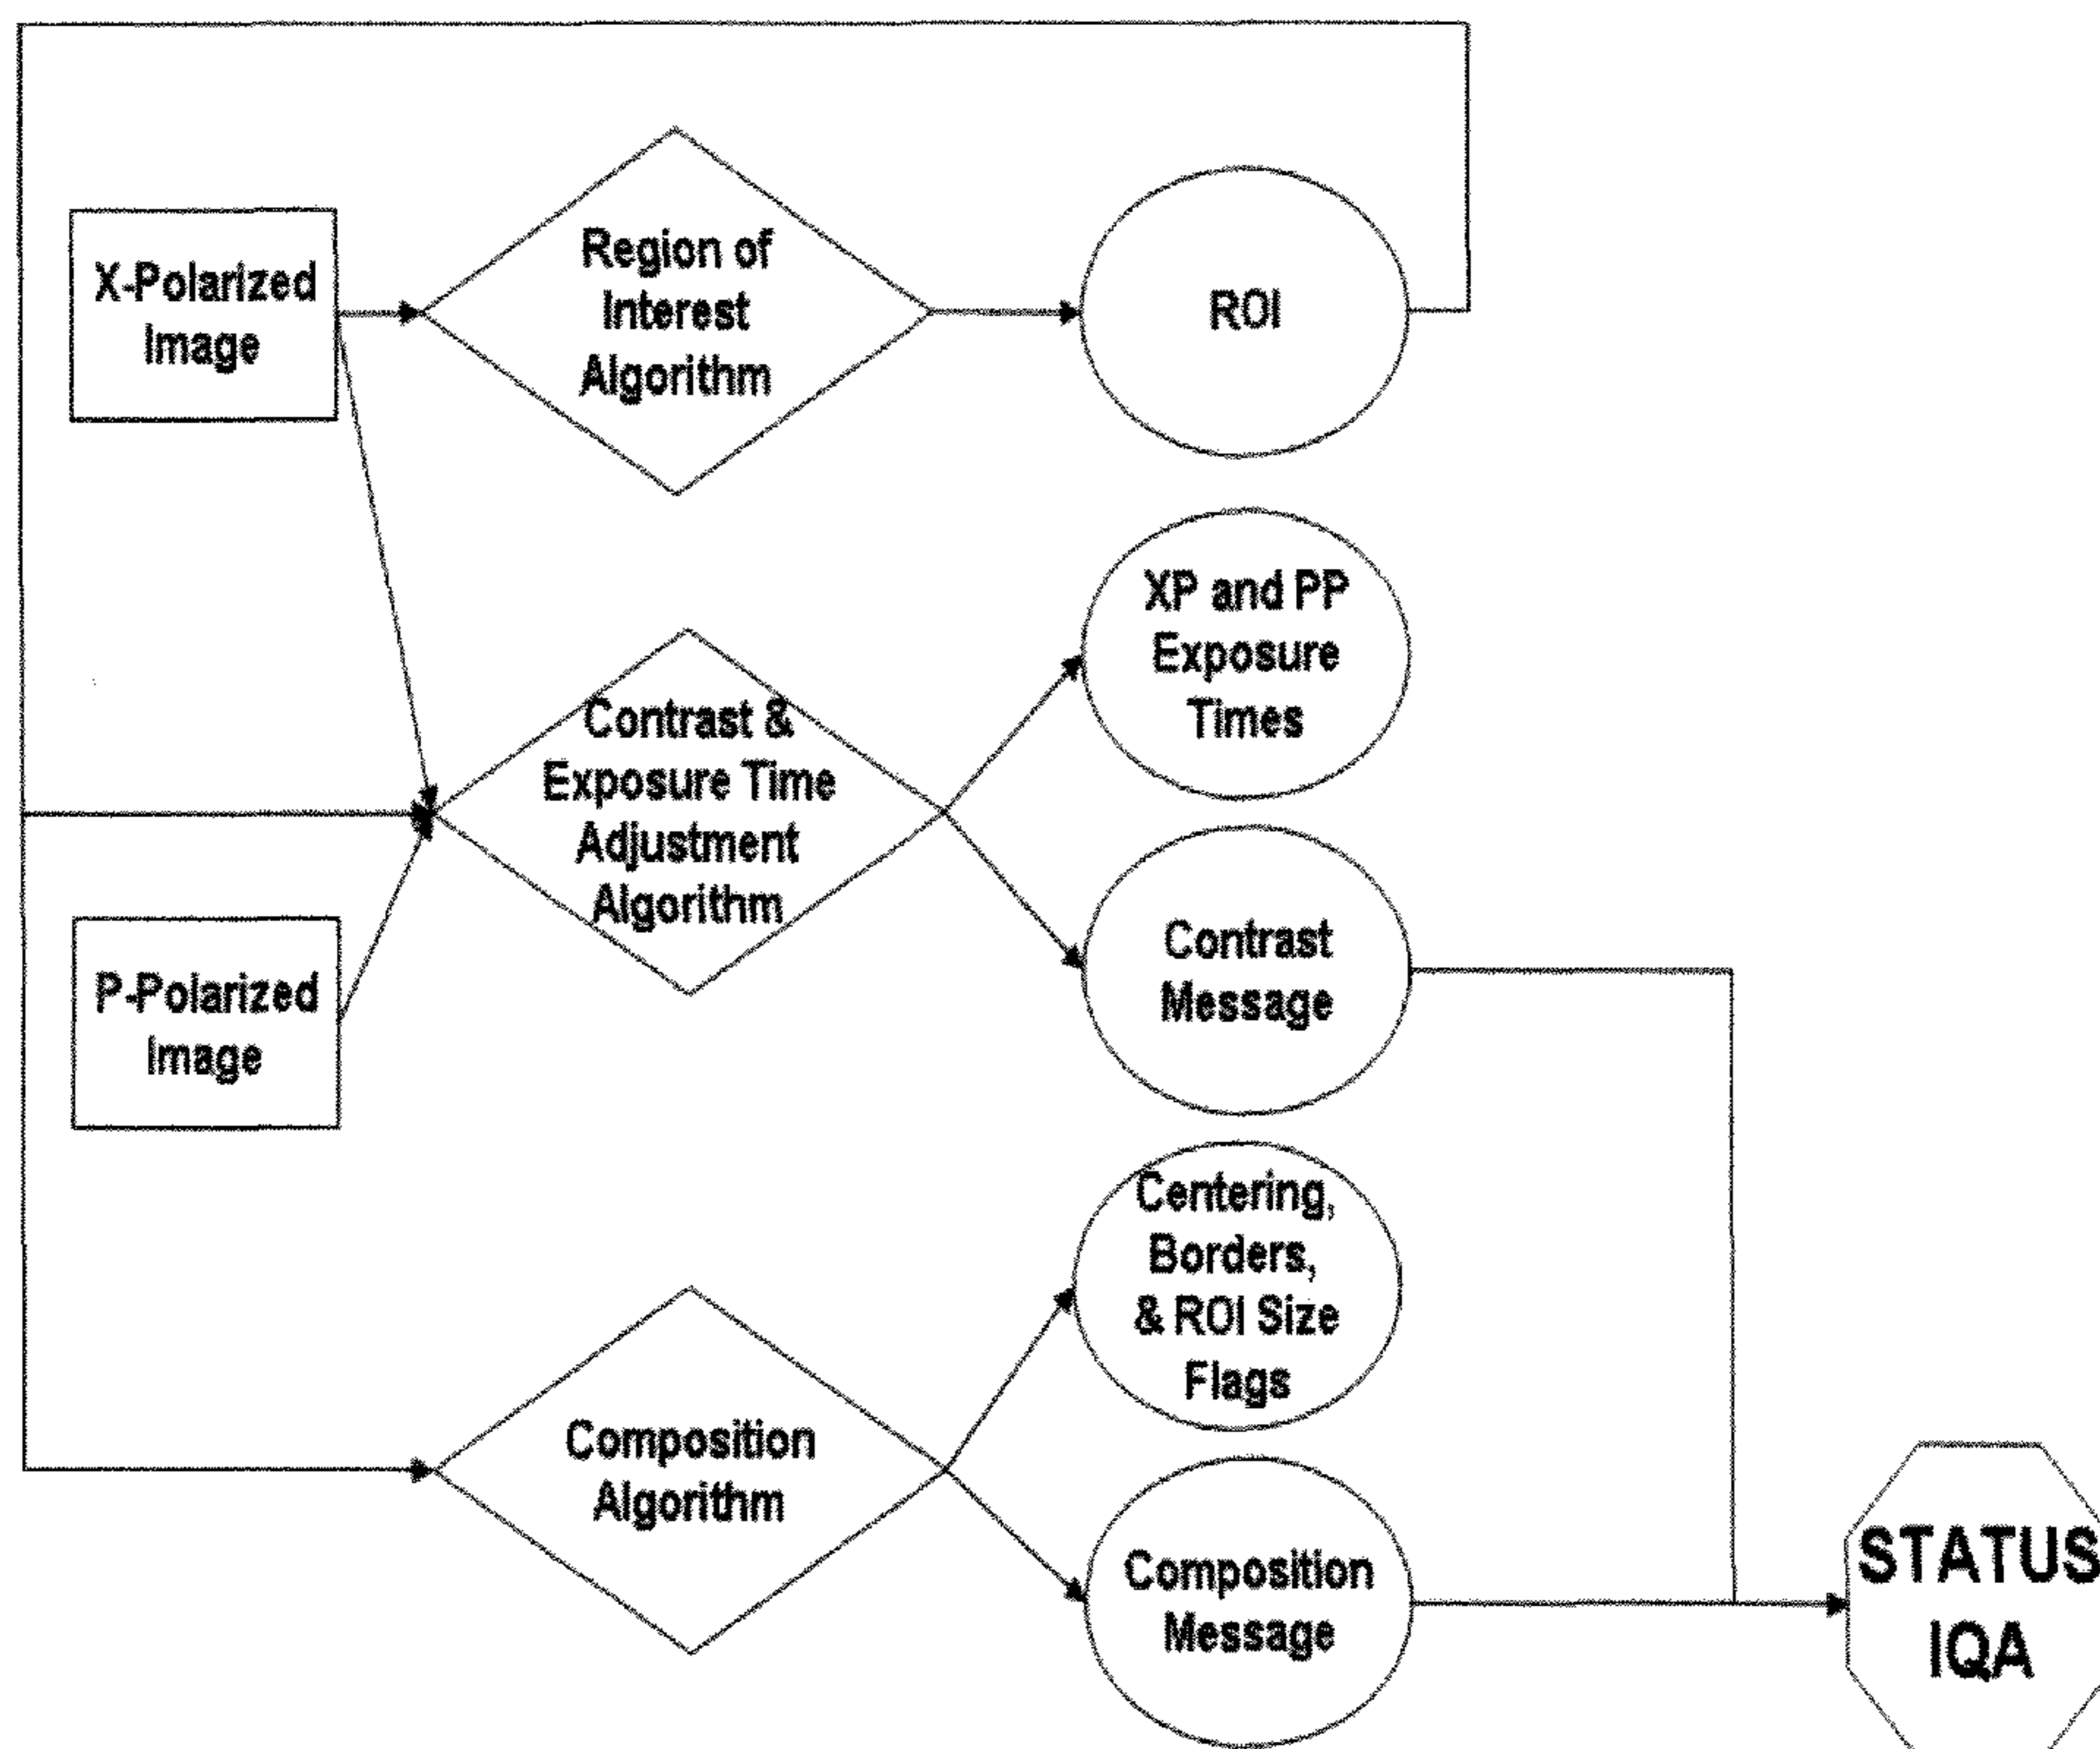 X-Polarized
Image
Region of
Interest
Algorithm
ROI
XP and PP
Exposure
Times
Contrast &
Exposure Time
Adjustment
Algorithm
P-Polarized
Image
Contrast
Message
Centering,
Borders,
& ROI Size
Flags
Composition
Algorithm
Composition
Message
STATUS
IQA